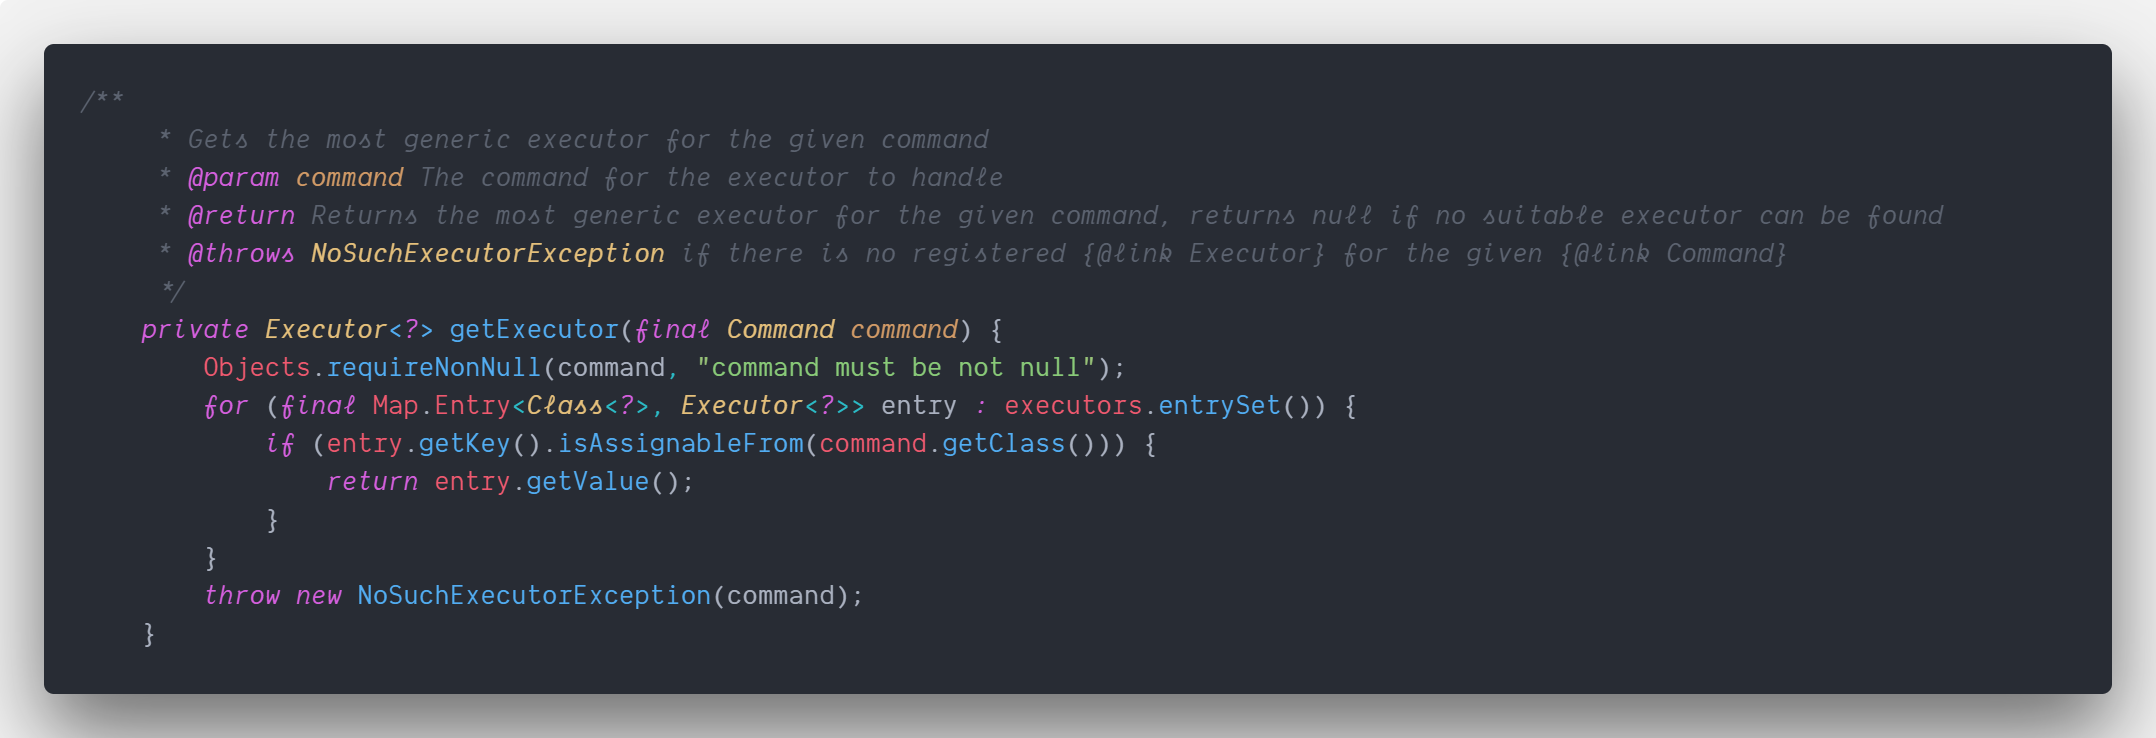 /**
     * Gets the most generic executor for the given command
     * @param command The command for the executor to handle
     * @return Returns the most generic executor for the given command, returns null if no suitable executor can be found
     * @throws NoSuchExecutorException if there is no registered {@link Executor} for the given {@link Command}
     */
    private Executor<?> getExecutor(final Command command) {
        Objects.requireNonNull(command, "command must be not null");
        for (final Map.Entry<Class<?>, Executor<?>> entry : executors.entrySet()) {
            if (entry.getKey().isAssignableFrom(command.getClass())) {
                return entry.getValue();
            }
        }
        throw new NoSuchExecutorException(command);
    }